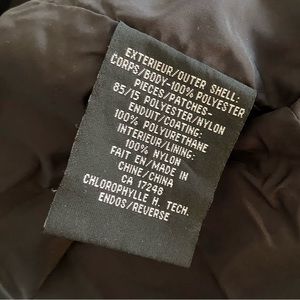 EXTERIEUR/OUTER SHELL:
CORPS/BODY-100% POLYESTER
PIECES/PATCHES-
85/15 POLYESTER/NYLON
ENDUIT/COATING:
100% POLYURETHANE
INTERIEUR/LINING:
100% NYLON
FAIT EN/MADE IN
CHINE/CHINA
CA 17248
CHLOROPHYLLE H. TECH.
ENDOS/REVERSE